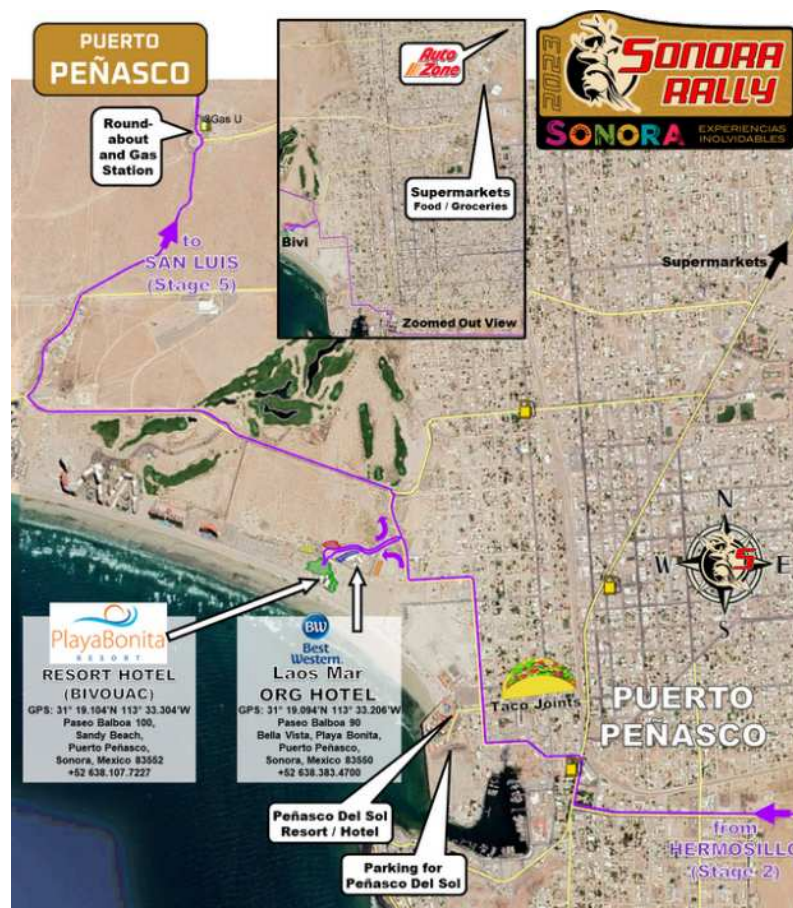 PUERTO
PEÑASCO
Round-
about
and Gas
Station
Gas U
to
SAN LUIS
(Stage 5)
Auto
Zone
Supermarkets
Food / Groceries
Bivi
Zoomed Out View
2023
SONORA
RALLY
SONORA
EXPERIENCIAS
INOLVIDABLES
Supermarkets
N
W
S
E
S
PlayaBonita
RESORT
RESORT HOTEL
(BIVOUAC)
GPS: 31° 19.104'N 113° 33.304'W
Paseo Balboa 100,
Sandy Beach,
Puerto Peñasco,
Sonora, Mexico 83552
+52 638.107.7227
BW
Best
Western.
Laos Mar
ORG HOTEL
GPS: 31° 19.094'N 113° 33.206'W
Paseo Balboa 90
Bella Vista, Playa Bonita,
Puerto Peñasco,
Sonora, Mexico 83550
+52 638.383.4700
Taco Joints
PUERTO
PEÑASCO
Peñasco Del Sol
Resort / Hotel
Parking for
Peñasco Del Sol
from
HERMOSILLO
(Stage 2)